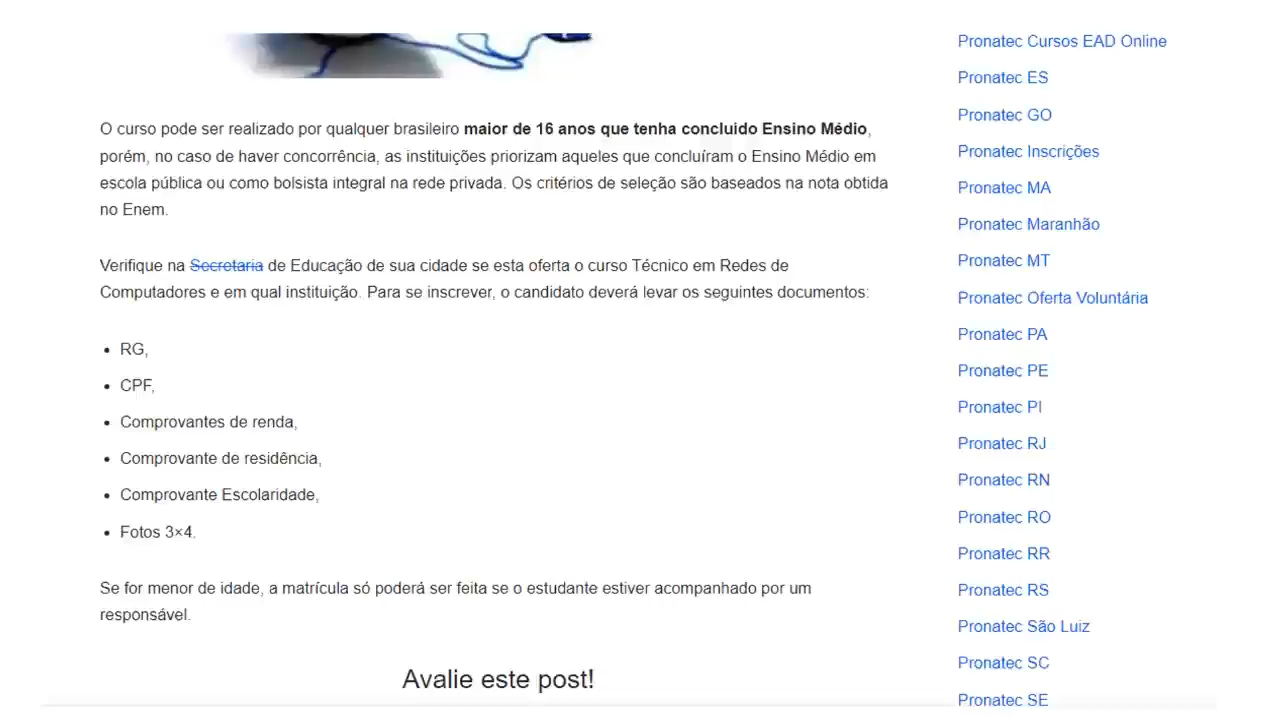 O curso pode ser realizado por qualquer brasileiro maior de 16 anos que tenha concluido Ensino Médio,
porém, no caso de haver concorrência, as instituições priorizam aqueles que concluíram o Ensino Médio em
escola pública ou como bolsista integral na rede privada. Os critérios de seleção são baseados na nota obtida
no Enem.
Verifique na Secretaria de Educação de sua cidade se esta oferta o curso Técnico em Redes de
Computadores e em qual instituição. Para se inscrever, o candidato deverá levar os seguintes documentos:
• RG,
• CPF,
• Comprovantes de renda,
• Comprovante de residência,
• Comprovante Escolaridade,
• Fotos 3×4.
Se for menor de idade, a matrícula só poderá ser feita se o estudante estiver acompanhado por um
responsável.
Avalie este post!
Pronatec Cursos EAD Online
Pronatec ES
Pronatec GO
Pronatec Inscrições
Pronatec MA
Pronatec Maranhão
Pronatec MT
Pronatec Oferta Voluntária
Pronatec PA
Pronatec PE
Pronatec PI
Pronatec RJ
Pronatec RN
Pronatec RO
Pronatec RR
Pronatec RS
Pronatec São Luiz
Pronatec SC
Pronatec SE